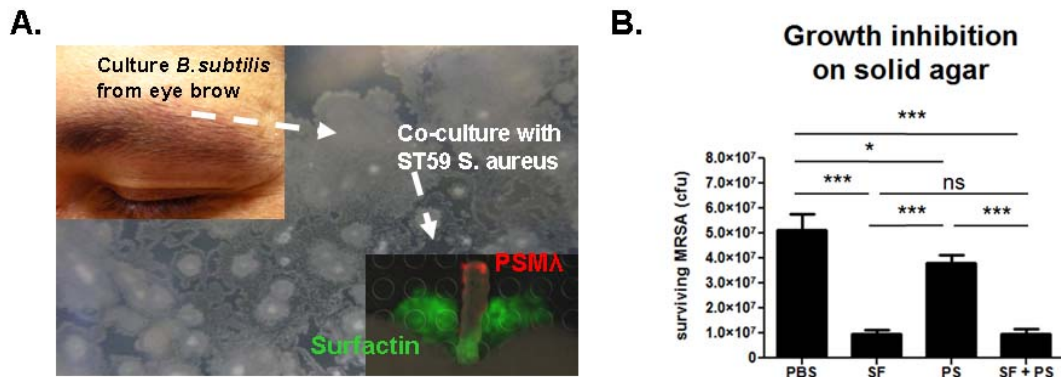 A.
Culture B.subtilis
from eye brow
Co-culture with
ST59 S. aureus
PSMλ
Surfactin
B.
Growth inhibition
on solid agar
***
*
*** ns
*** ***
surviving MRSA (cfu)
8.0×10⁷
7.0×10⁷
6.0×10⁷
5.0×10⁷
4.0×10⁷
3.0×10⁷
2.0×10⁷
1.0×10⁷
0
PBS SF PS SF + PS